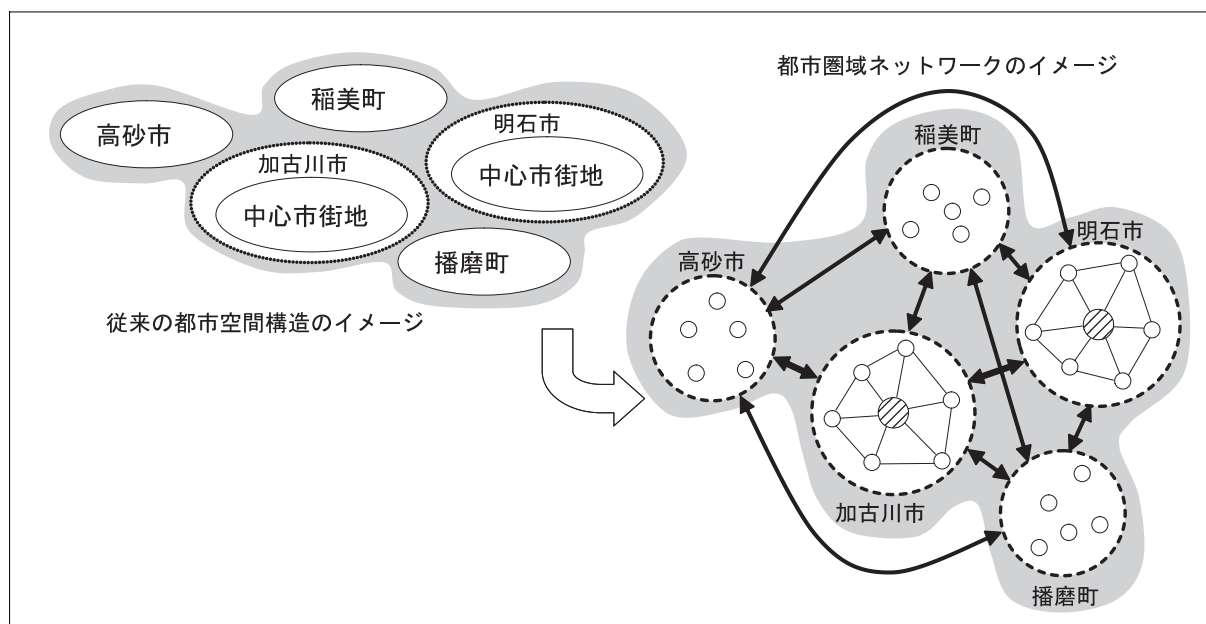 稲美町
高砂市
明石市
中心市街地
加古川市
中心市街地
播磨町
従来の都市空間構造のイメージ
都市圏域ネットワークのイメージ
稲美町
明石市
高砂市
加古川市
播磨町